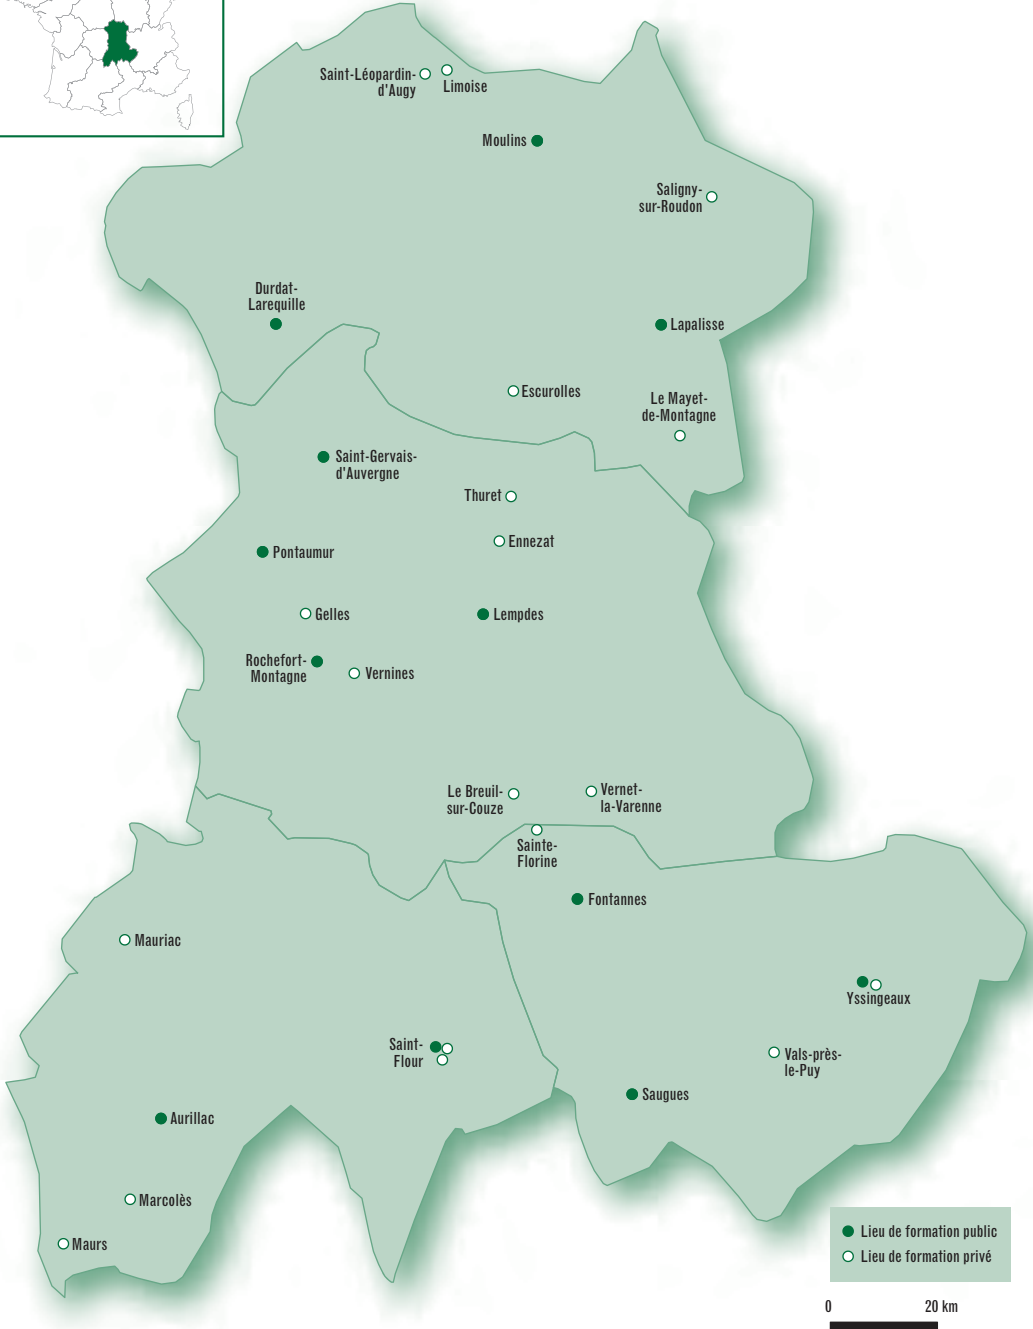 Saint-Léopardin-
d'Augy
Limoise
Moulins
Saligny-
sur-Roudon
Durdat-
Larequille
Lapalisse
Escurolles
Le Mayet-
de-Montagne
Saint-Gervais-
d'Auvergne
Thuret
Ennezat
Pontaumur
Gelles
Lempdes
Rochefort-
Montagne
Vernines
Le Breuil-
sur-Couze
Vernet-
la-Varenne
Sainte-
Florine
Fontannes
Mauriac
Yssingeaux
Saint-
Flour
Vals-près-
le-Puy
Saugues
Aurillac
Marcolès
Maurs
Lieu de formation public
Lieu de formation privé
0 20 km